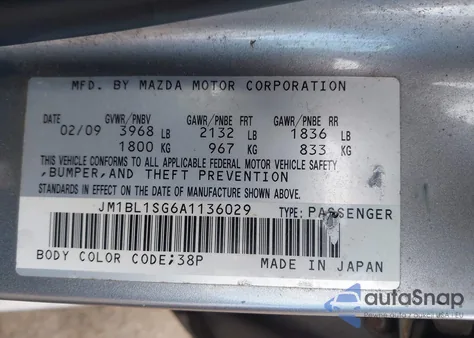 MFD. BY MAZDA MOTOR CORPORATION
DATE GVWR/PNBV GAWR/PNBE FRT GAWR/PNBE RR
02/09 3968 LB 2132 LB 1836 LB
1800 KG 967 KG 833 KG
THIS VEHICLE CONFORMS TO ALL APPLICABLE FEDERAL MOTOR VEHICLE SAFETY
,BUMPER,AND THEFT PREVENTION
STANDARDS IN EFFECT ON THE DATE OF MANUFACTURE SHOWN ABOVE.
JM1BL1SG6A1136029 TYPE: PASSENGER
BODY COLOR CODE;38P MADE IN JAPAN
autoSnap